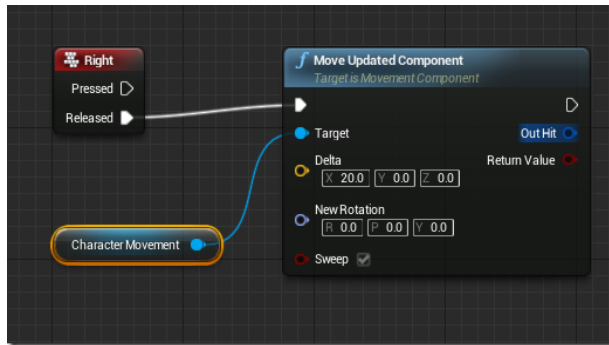 Right
Pressed
Released
Character Movement
f Move Updated Component
Target is Movement Component
Target
Out Hit
Delta
Return Value
X 20.0 Y 0.0 Z 0.0
New Rotation
R 0.0 P 0.0 Y 0.0
Sweep